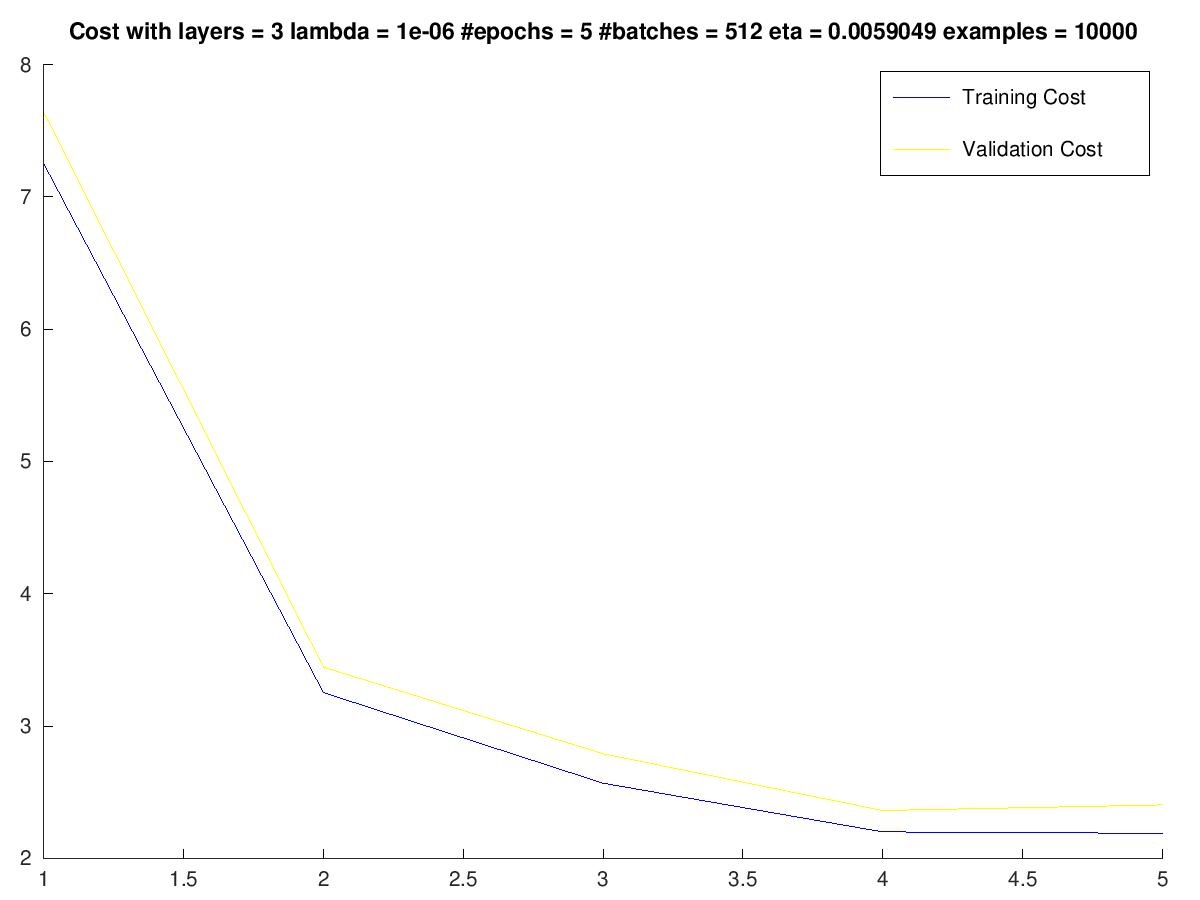 Cost with layers = 3 lambda = 1e-06 #epochs = 5 #batches = 512 eta = 0.0059049 examples = 10000
8
Training Cost
Validation Cost
7
6
5
4
3
2
1 1.5 2 2.5 3 3.5 4 4.5 5